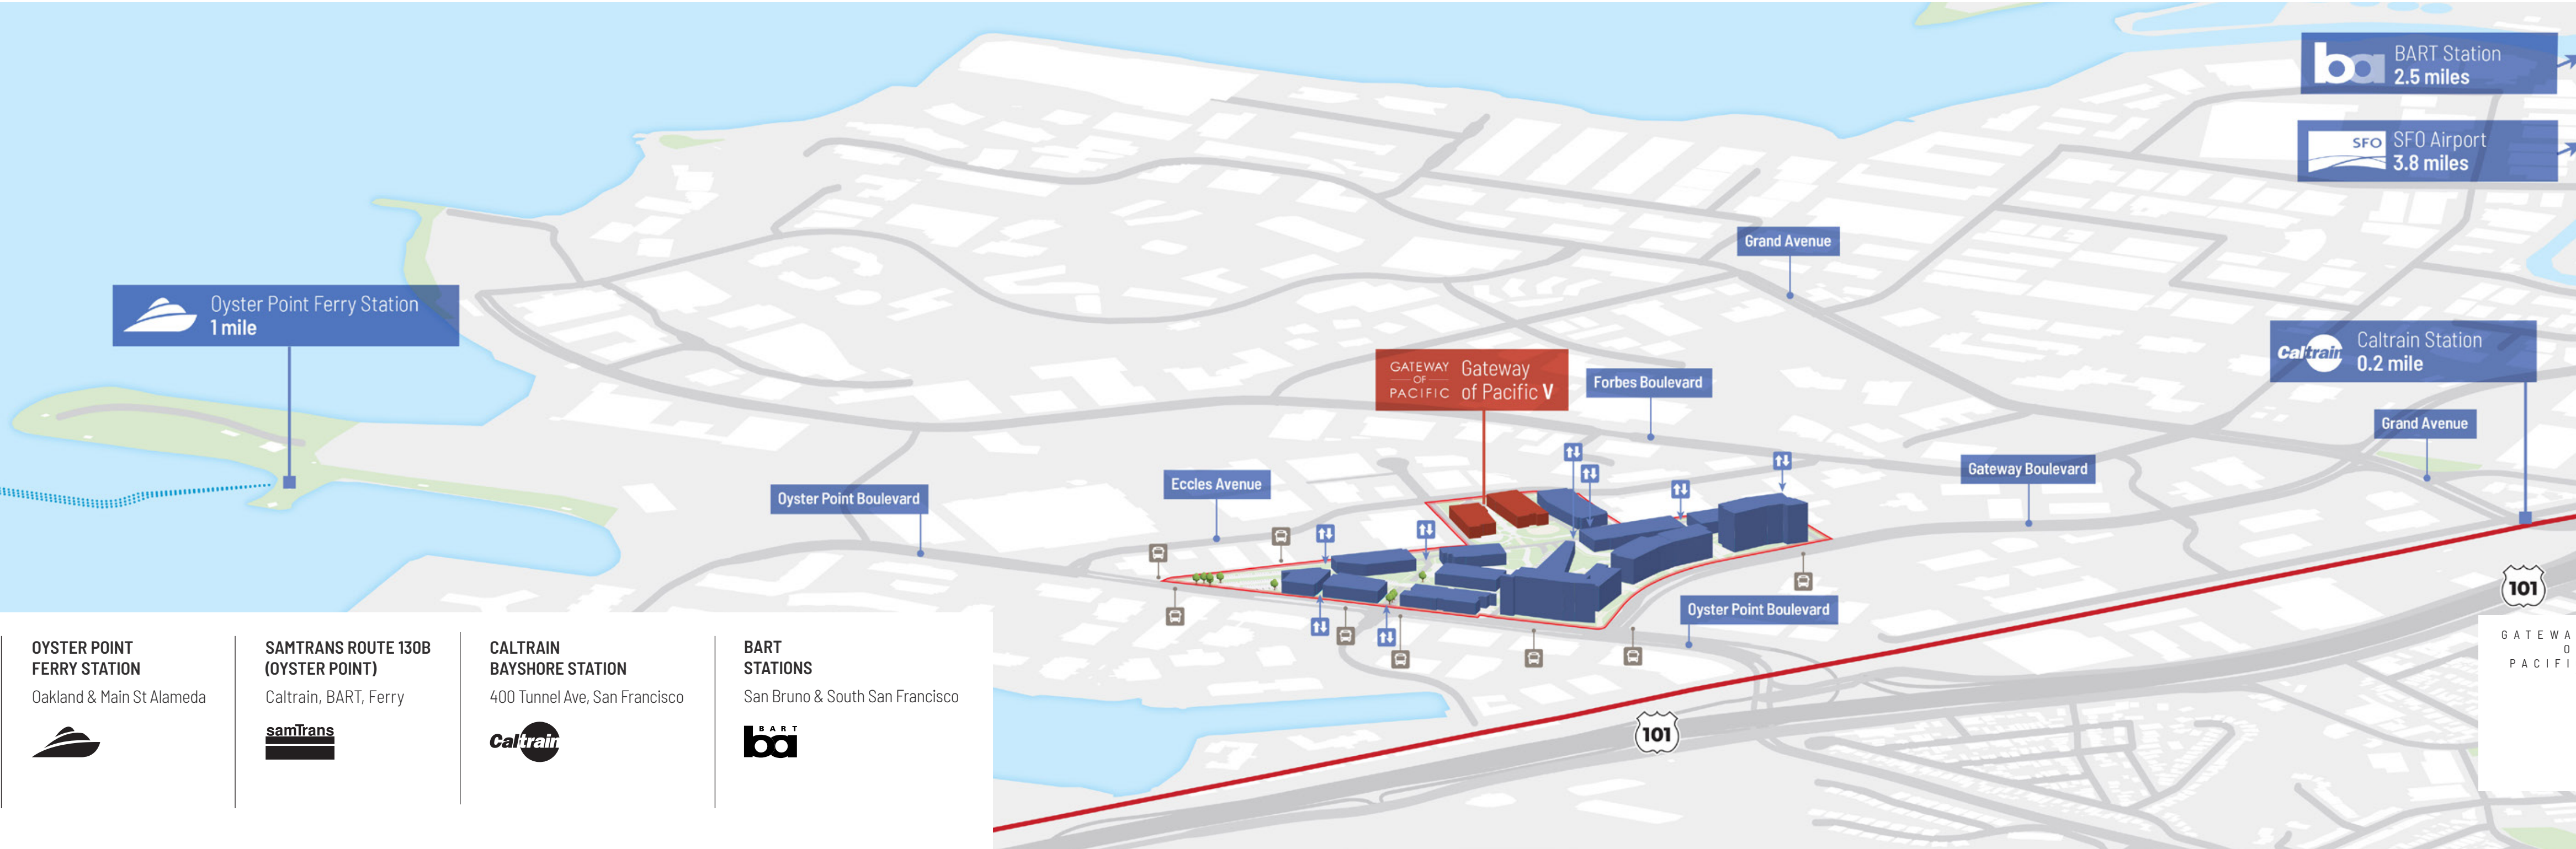 BART Station
2.5 miles
SFO
SFO Airport
3.8 miles
Grand Avenue
Oyster Point Ferry Station
1 mile
Caltrain
Caltrain Station
0.2 mile
GATEWAY
OF
PACIFIC
Gateway
of Pacific V
Forbes Boulevard
Grand Avenue
Gateway Boulevard
Eccles Avenue
Oyster Point Boulevard
Oyster Point Boulevard
101
101
OYSTER POINT
FERRY STATION
Oakland & Main St Alameda
SAMTRANS ROUTE 130B
(OYSTER POINT)
Caltrain, BART, Ferry
samTrans
CALTRAIN
BAYSHORE STATION
400 Tunnel Ave, San Francisco
Caltrain
BART
STATIONS
San Bruno & South San Francisco
BART
ba
GATEWA
O
PACIFI